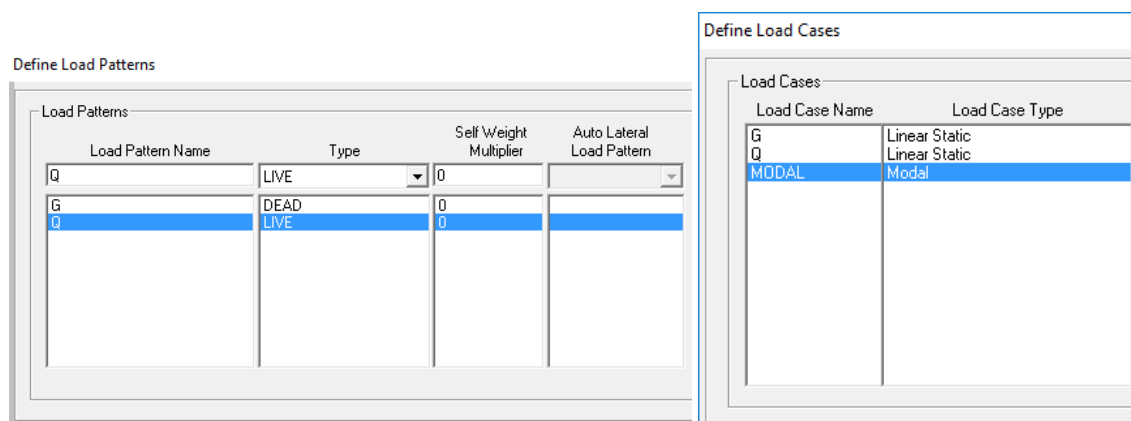 Define Load Patterns
Load Patterns
Load Pattern Name Type Self Weight Multiplier Auto Lateral Load Pattern
Q LIVE 0
G DEAD 0
Q LIVE 0
Define Load Cases
Load Cases
Load Case Name Load Case Type
G Linear Static
Q Linear Static
MODAL Modal